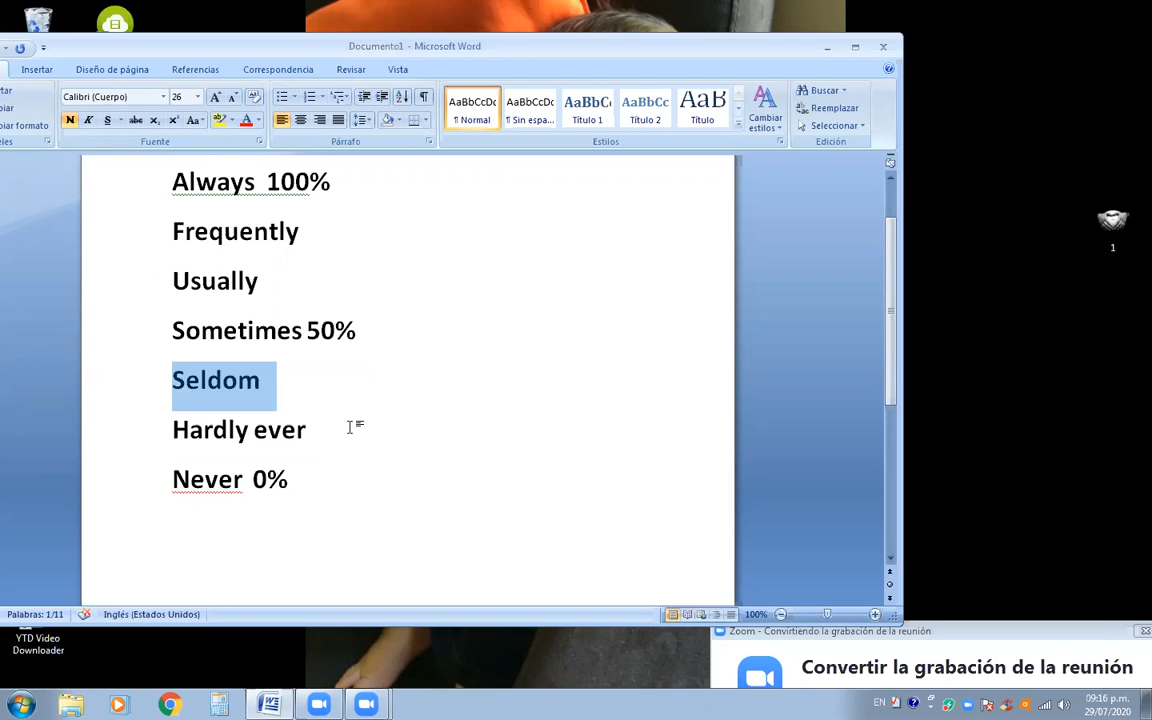 Documento1 - Microsoft Word
Insertar Diseño de página Referencias Correspondencia Revisar Vista
Calibri (Cuerpo) 26
AaBbCcDc AaBbCcDc AaBbC AaBbCc AaB
¶ Normal ¶ Sin espa... Título 1 Título 2 Título
Cambiar
estilos
Buscar
Reemplazar
Seleccionar
Fuente Párrafo Estilos Edición
Always 100%
Frequently
Usually
Sometimes 50%
Seldom
Hardly ever
Never 0%
1
Palabras: 1/11 Inglés (Estados Unidos) 100%
YTD Video
Downloader
Zoom - Convirtiendo la grabación de la reunión
Convertir la grabación de la reunión
EN
09:16 p.m.
29/07/2020